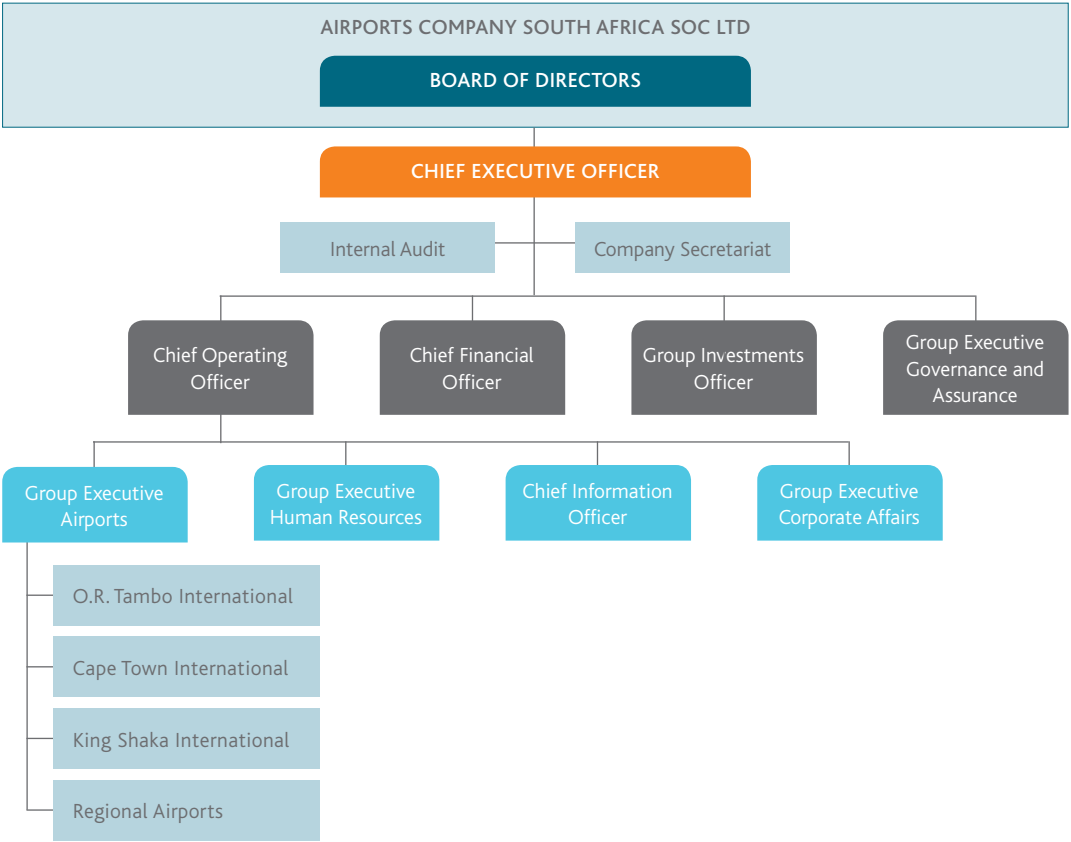 AIRPORTS COMPANY SOUTH AFRICA SOC LTD
BOARD OF DIRECTORS
CHIEF EXECUTIVE OFFICER
Internal Audit
Company Secretariat
Chief Operating
Officer
Chief Financial
Officer
Group Investments
Officer
Group Executive
Governance and
Assurance
Group Executive
Airports
Group Executive
Human Resources
Chief Information
Officer
Group Executive
Corporate Affairs
O.R. Tambo International
Cape Town International
King Shaka International
Regional Airports